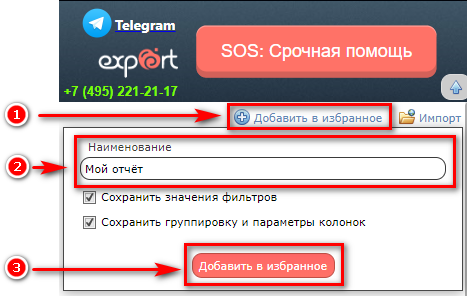 Telegram
export
SOS: Срочная помощь
+7 (495) 221-21-17
1
Добавить в избранное
Импорт
2
Наименование
Мой отчёт
Сохранить значения фильтров
Сохранить группировку и параметры колонок
3
Добавить в избранное